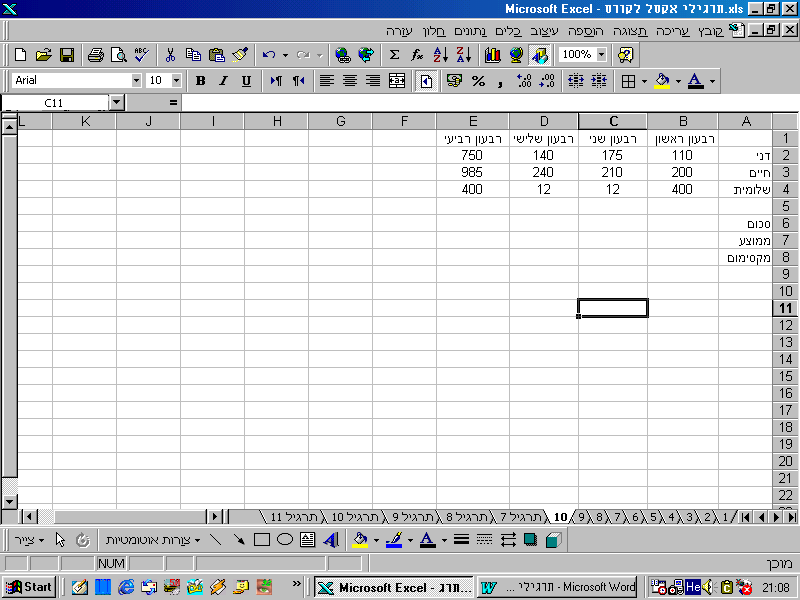 Microsoft Excel - תרגילי אקסל לקורס.xls
קובץ עריכה תצוגה הוספה עיצוב כלים נתונים חלון עזרה
100%
Arial 10 B I U
C11 =
A B C D E F G H I J K L
1 רבעון ראשון רבעון שני רבעון שלישי רבעון רביעי
2 דני 110 175 140 750
3 חיים 200 210 240 985
4 שלומית 400 12 12 400
5
6 סכום
7 ממוצע
8 מקסימום
9
10
11
12
13
14
15
16
17
18
19
20
21
22
1 2 3 4 5 6 7 8 9 10 תרגיל 7 תרגיל 8 תרגיל 9 תרגיל 10 תרגיל 11
צייר צורות אוטומטיות
מוכן NUM
Start Microsoft Excel - תרג... תרגילי ... - Microsoft Word He 21:08